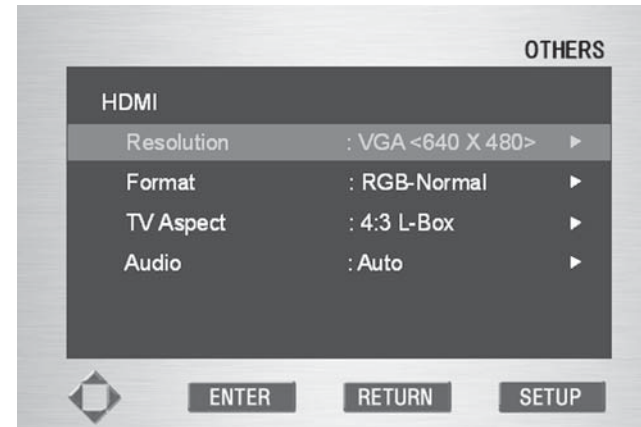 OTHERS
HDMI
Resolution : VGA <640 X 480> ►
Format : RGB-Normal ►
TV Aspect : 4:3 L-Box ►
Audio : Auto ►
ENTER RETURN SETUP